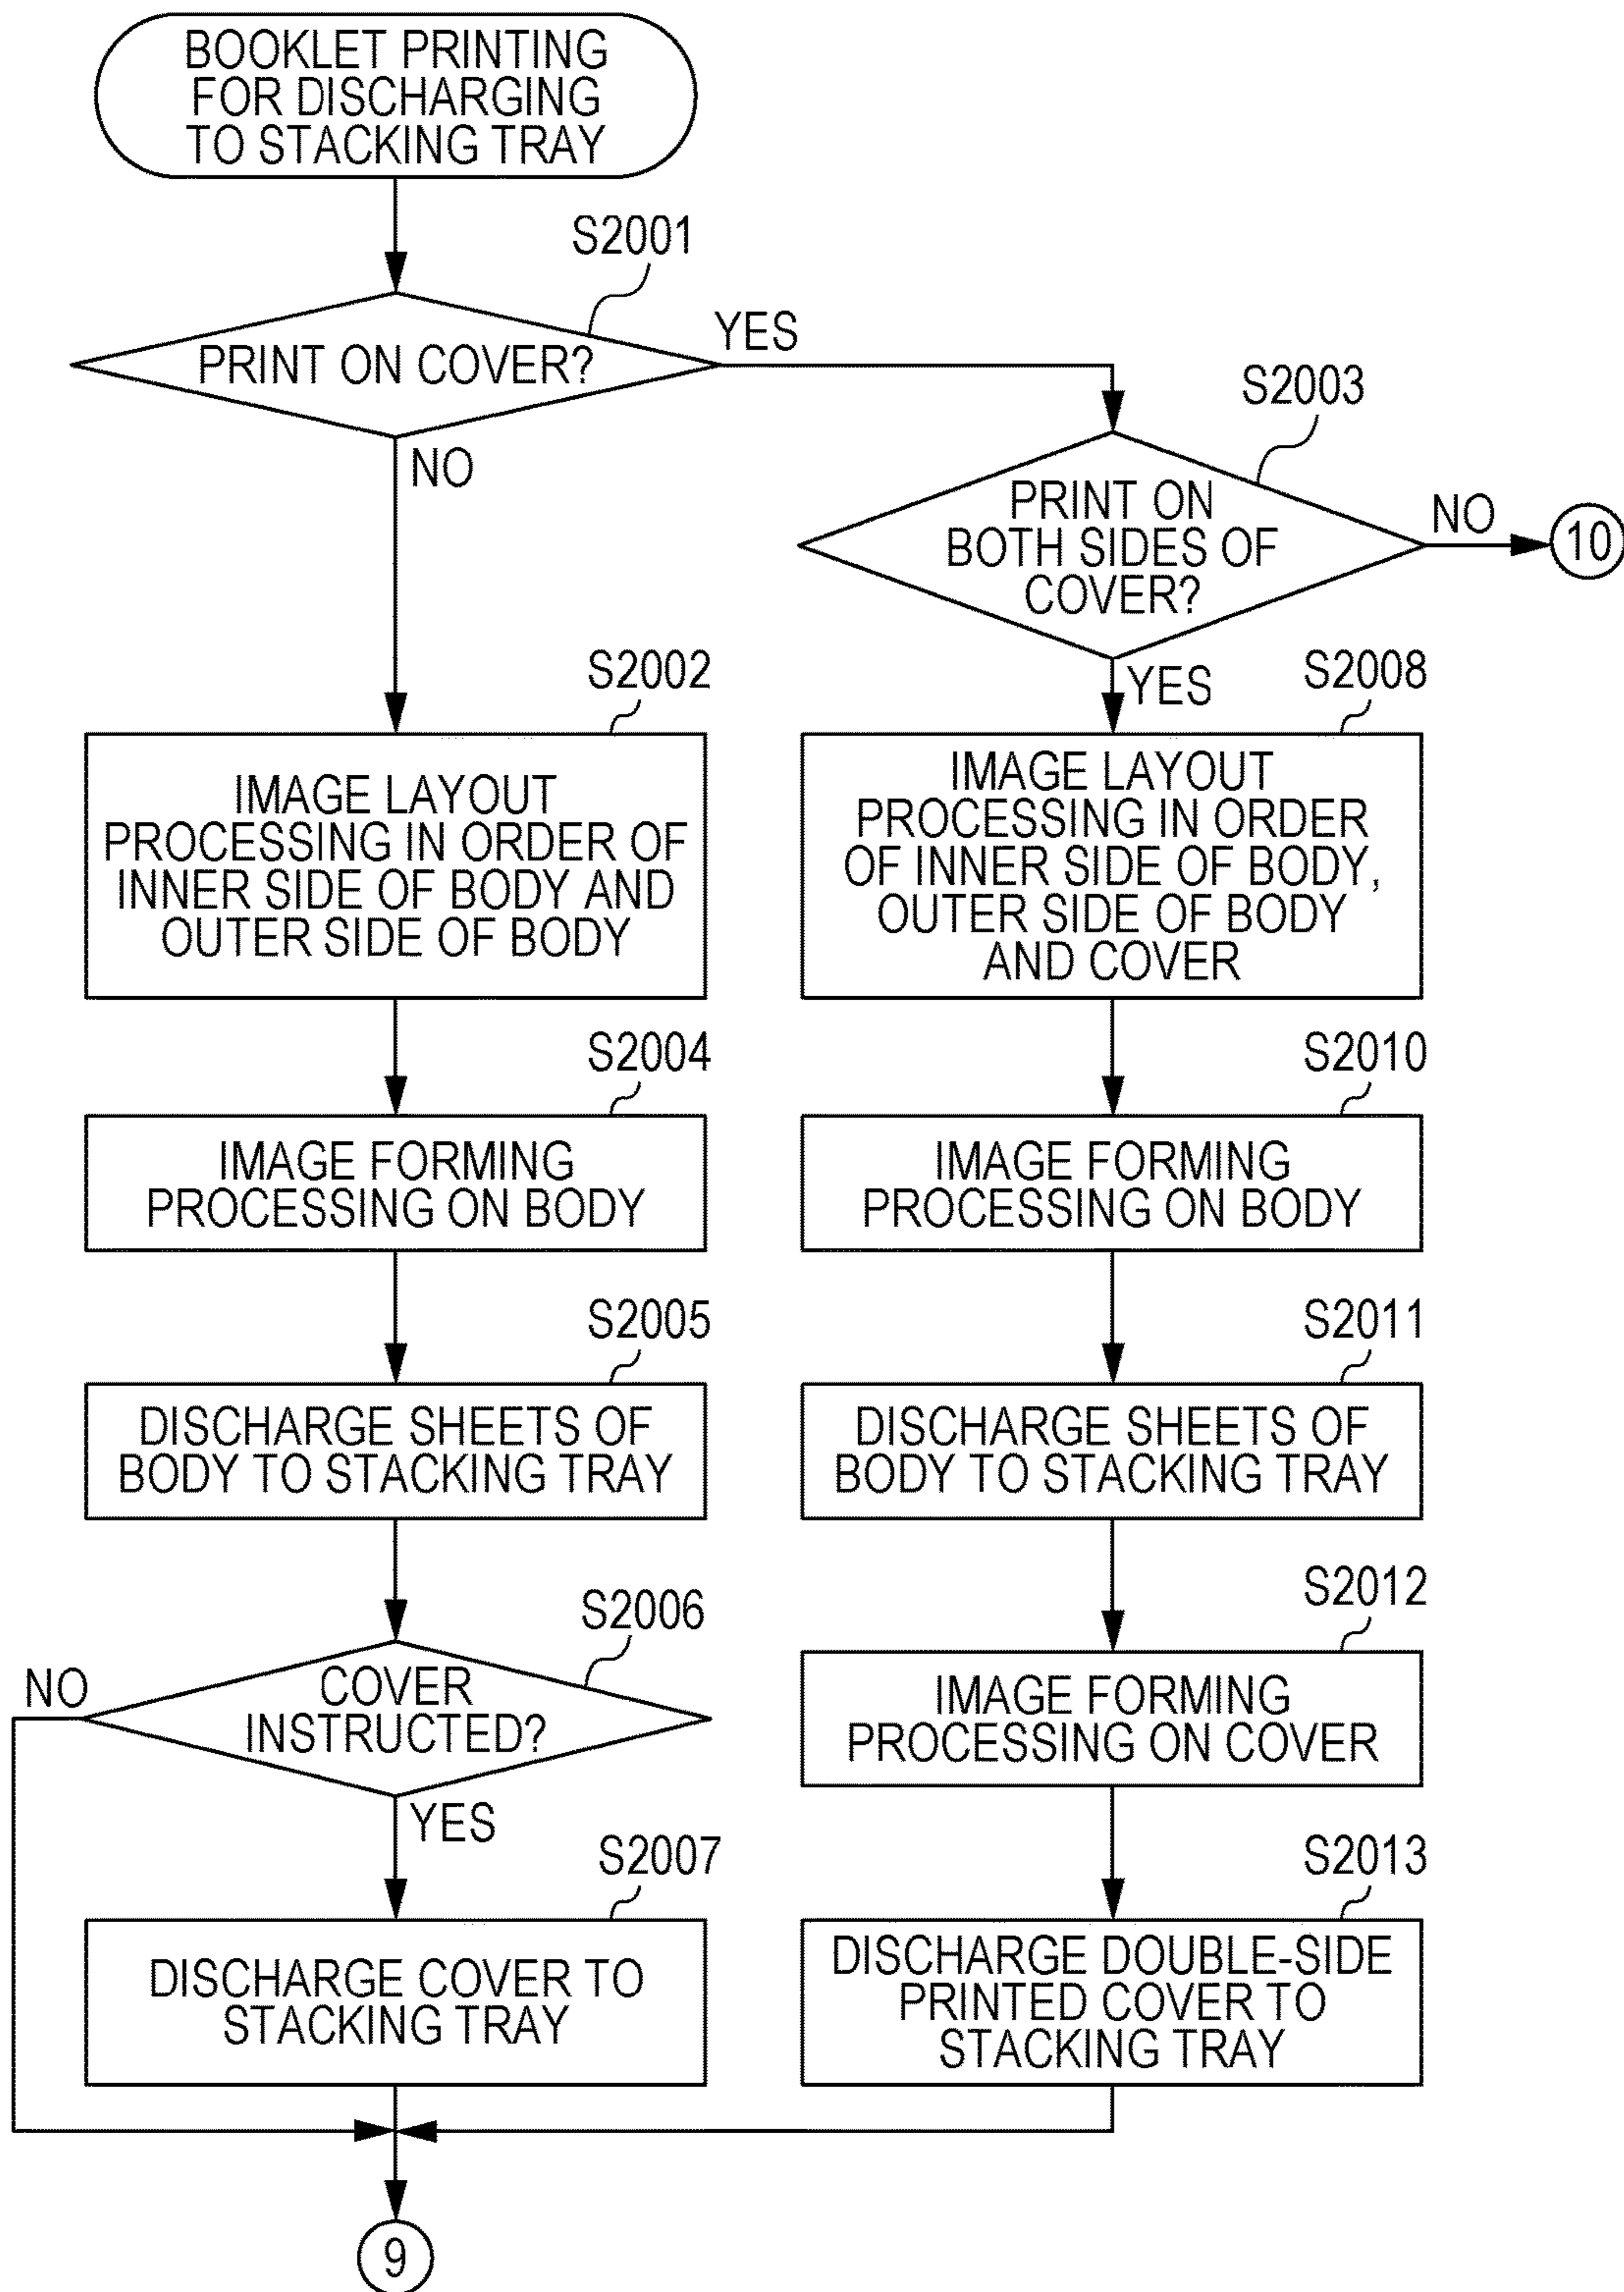 BOOKLET PRINTING
FOR DISCHARGING
TO STACKING TRAY
S2001
PRINT ON COVER?
YES
NO
S2003
PRINT ON
BOTH SIDES OF
COVER?
NO
10
YES
S2002
IMAGE LAYOUT
PROCESSING IN ORDER OF
INNER SIDE OF BODY AND
OUTER SIDE OF BODY
S2008
IMAGE LAYOUT
PROCESSING IN ORDER
OF INNER SIDE OF BODY,
OUTER SIDE OF BODY
AND COVER
S2004
IMAGE FORMING
PROCESSING ON BODY
S2010
IMAGE FORMING
PROCESSING ON BODY
S2005
DISCHARGE SHEETS OF
BODY TO STACKING TRAY
S2011
DISCHARGE SHEETS OF
BODY TO STACKING TRAY
S2006
COVER
INSTRUCTED?
NO
YES
S2012
IMAGE FORMING
PROCESSING ON COVER
S2007
DISCHARGE COVER TO
STACKING TRAY
S2013
DISCHARGE DOUBLE-SIDE
PRINTED COVER TO
STACKING TRAY
9